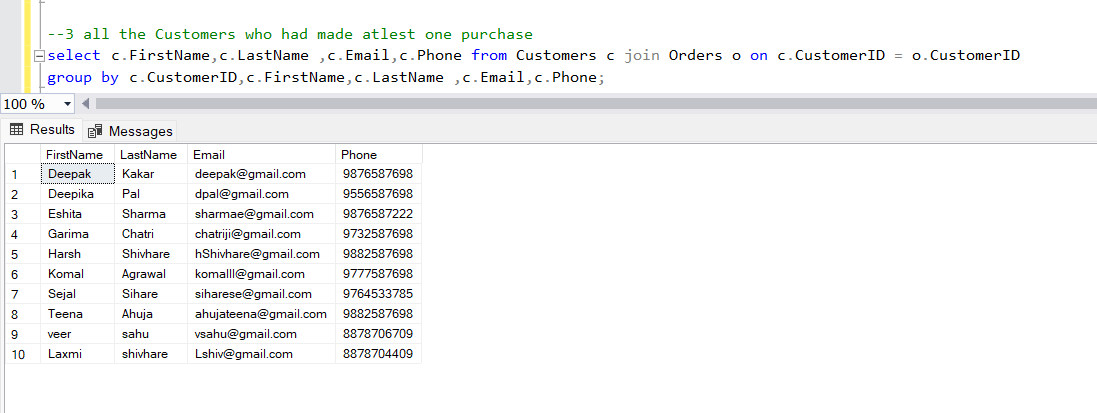 --3 all the Customers who had made atlest one purchase
select c.FirstName,c.LastName ,c.Email,c.Phone from Customers c join Orders o on c.CustomerID = o.CustomerID
group by c.CustomerID,c.FirstName,c.LastName ,c.Email,c.Phone;
100 %
Results Messages
FirstName LastName Email Phone
1 Deepak Kakar deepak@gmail.com 9876587698
2 Deepika Pal dpal@gmail.com 9556587698
3 Eshita Sharma sharmae@gmail.com 9876587222
4 Garima Chatri chatriji@gmail.com 9732587698
5 Harsh Shivhare hShivhare@gmail.com 9882587698
6 Komal Agrawal komalll@gmail.com 9777587698
7 Sejal Sihare siharese@gmail.com 9764533785
8 Teena Ahuja ahujateena@gmail.com 9882587698
9 veer sahu vsahu@gmail.com 8878706709
10 Laxmi shivhare Lshiv@gmail.com 8878704409